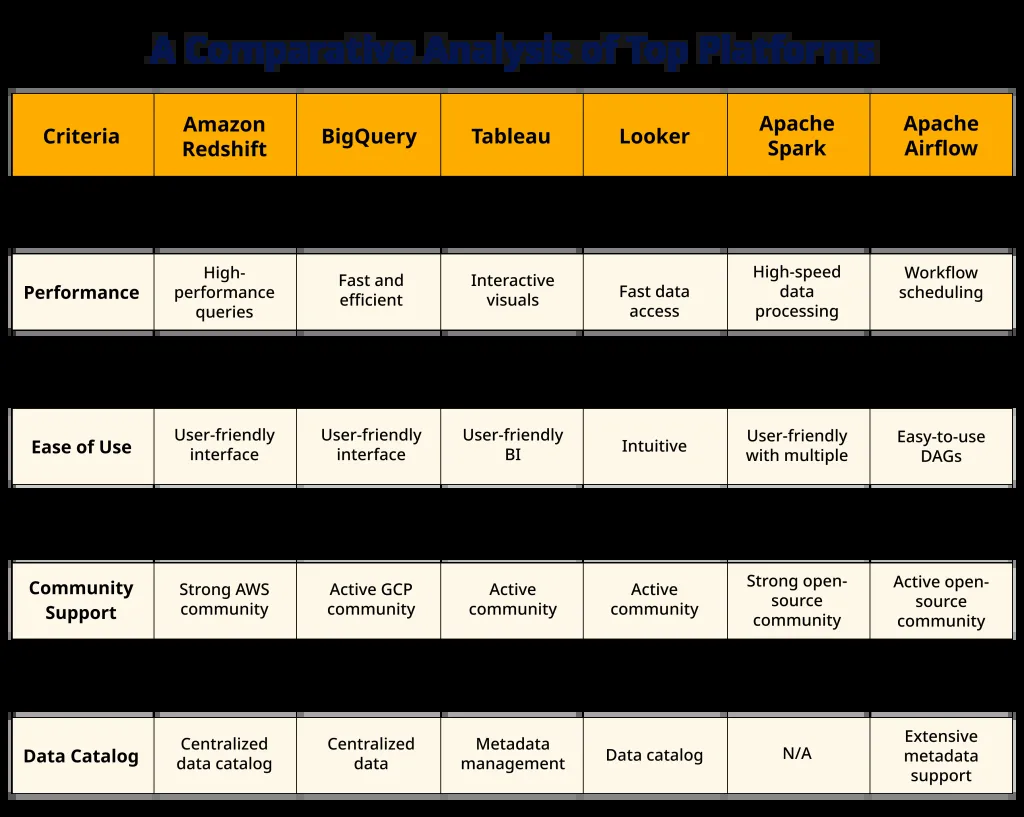 A Comparative Analysis of Top Platforms
Criteria
Amazon
Redshift
BigQuery
Tableau
Looker
Apache
Spark
Apache
Airflow
Performance
High-
performance
queries
Fast and
efficient
Interactive
visuals
Fast data
access
High-speed
data
processing
Workflow
scheduling
Ease of Use
User-friendly
interface
User-friendly
interface
User-friendly
BI
Intuitive
User-friendly
with multiple
Easy-to-use
DAGs
Community
Support
Strong AWS
community
Active GCP
community
Active
community
Active
community
Strong open-
source
community
Active open-
source
community
Data Catalog
Centralized
data catalog
Centralized
data
Metadata
management
Data catalog
N/A
Extensive
metadata
support